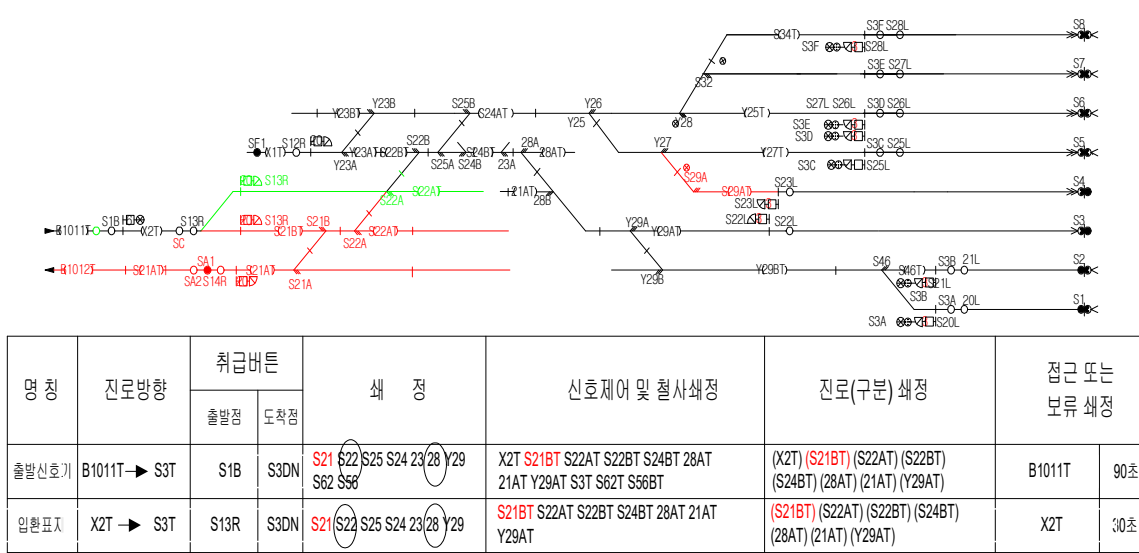 S34T S3F S28L S8
S3F S28L
S3E S27L S7
S32
Y23BT Y23B S25B S24AT Y26 Y25 Y28 Y25T S27L S26L S3D S26L S6
S3E
S3D
SF1 X1T S12R Y23A Y23AT S22BT S22B S25A S24B S24BT 23A 28A 28AT Y27 Y27T S3C S25L S5
S3C S25L
S13R S22A S22AT 21AT 28B S29A S29AT S23L S4
S23L
S22L
B1011T S1B X2T S13R SC S13R S21BT S21B S22A S22AT Y29A Y29AT S22L S3
B1012T S21AT SA1 SA2 S14R S21AT S21A Y29B Y29BT S46 S46T S3B 21L S2
S3B S21L
S3A 20L S1
S3A S20L
명 칭 진로방향 취급버튼 쇄 정 신호제어 및 철사쇄정 진로(구분) 쇄정 접근 또는
보류 쇄정
출발점 도착점
출발신호기 B1011T S3T S1B S3DN S21 S22 S25 S24 23 28 Y29
S62 S56
X2T S21BT S22AT S22BT S24BT 28AT
21AT Y29AT S3T S62T S56BT
(X2T) (S21BT) (S22AT) (S22BT)
(S24BT) (28AT) (21AT) (Y29AT)
B1011T 90초
입환표지 X2T S3T S13R S3DN S21 S22 S25 S24 23 28 Y29
S21BT S22AT S22BT S24BT 28AT 21AT
Y29AT
(S21BT) (S22AT) (S22BT) (S24BT)
(28AT) (21AT) (Y29AT)
X2T 30초